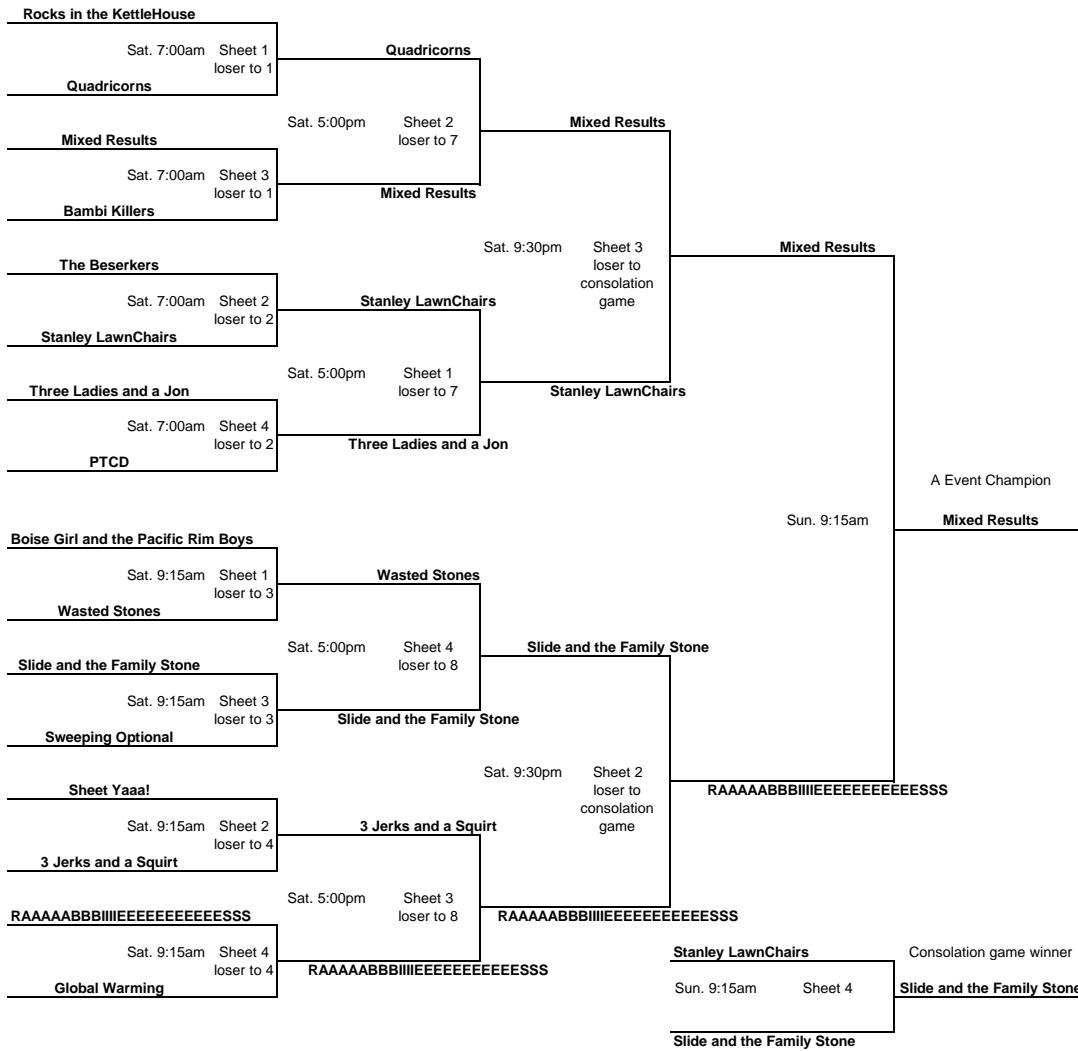 Rocks in the KettleHouse
Sat. 7:00am Sheet 1
loser to 1
Quadricorns
Quadricorns
Sat. 5:00pm Sheet 2
loser to 7
Mixed Results
Mixed Results
Sat. 7:00am Sheet 3
loser to 1
Mixed Results
Bambi Killers
Sat. 9:30pm Sheet 3
loser to
consolation
game
Mixed Results
The Beserkers
Sat. 7:00am Sheet 2
loser to 2
Stanley LawnChairs
Stanley LawnChairs
Sat. 5:00pm Sheet 1
loser to 7
Stanley LawnChairs
Three Ladies and a Jon
Sat. 7:00am Sheet 4
loser to 2
Three Ladies and a Jon
PTCD
A Event Champion
Sun. 9:15am
Mixed Results
Boise Girl and the Pacific Rim Boys
Sat. 9:15am Sheet 1
loser to 3
Wasted Stones
Wasted Stones
Sat. 5:00pm Sheet 4
loser to 8
Slide and the Family Stone
Slide and the Family Stone
Sat. 9:15am Sheet 3
loser to 3
Slide and the Family Stone
Sweeping Optional
Sat. 9:30pm Sheet 2
loser to
consolation
game
RAAAAABBBIIIIEEEEEEEEEEESSS
Sheet Yaaa!
Sat. 9:15am Sheet 2
loser to 4
3 Jerks and a Squirt
3 Jerks and a Squirt
Sat. 5:00pm Sheet 3
loser to 8
RAAAAABBBIIIIEEEEEEEEEEESSS
RAAAAABBBIIIIEEEEEEEEEEESSS
Sat. 9:15am Sheet 4
loser to 4
RAAAAABBBIIIIEEEEEEEEEEESSS
Global Warming
Stanley LawnChairs
Consolation game winner
Sun. 9:15am Sheet 4
Slide and the Family Stone
Slide and the Family Stone